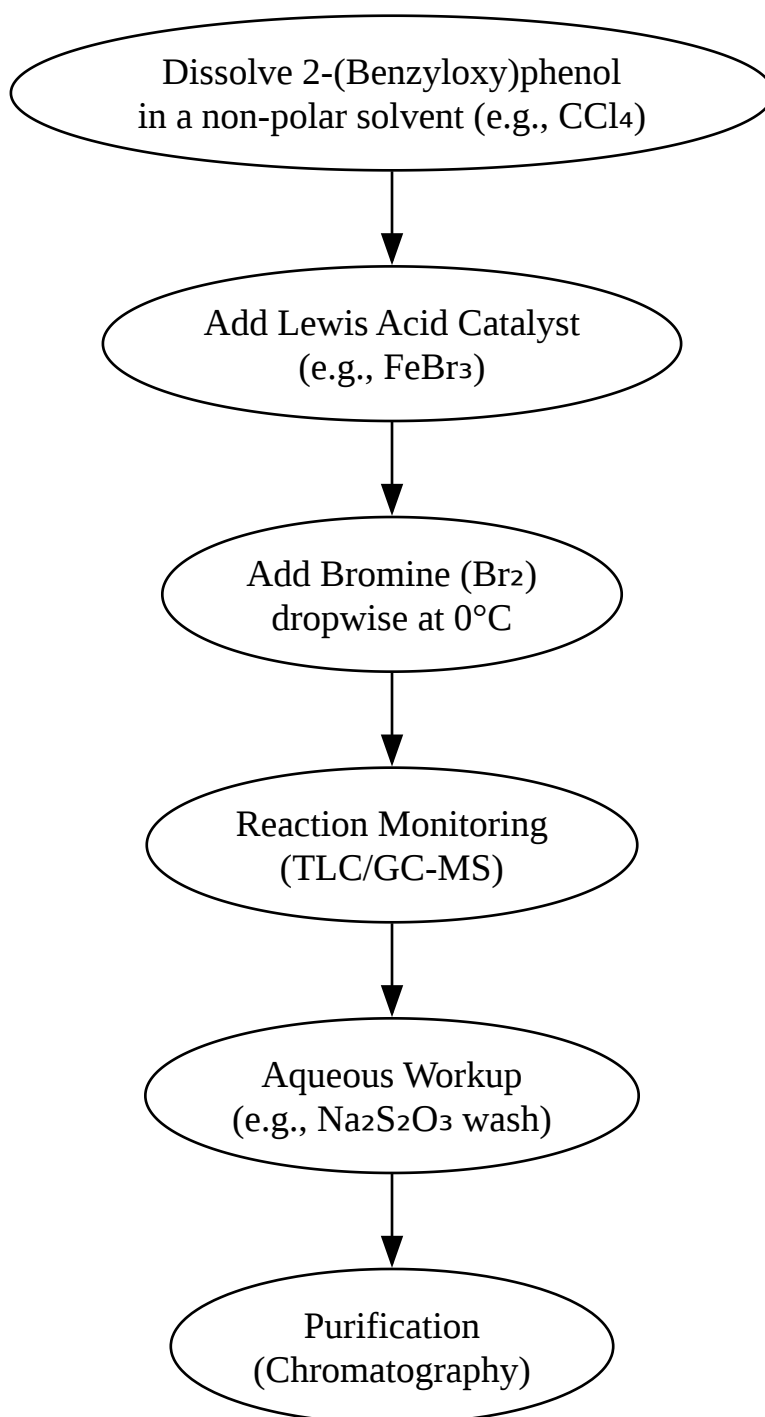 Dissolve 2-(Benzyloxy)phenol
in a non-polar solvent (e.g., CCl₄)
Add Lewis Acid Catalyst
(e.g., FeBr₃)
Add Bromine (Br₂)
dropwise at 0°C
Reaction Monitoring
(TLC/GC-MS)
Aqueous Workup
(e.g., Na₂S₂O₃ wash)
Purification
(Chromatography)